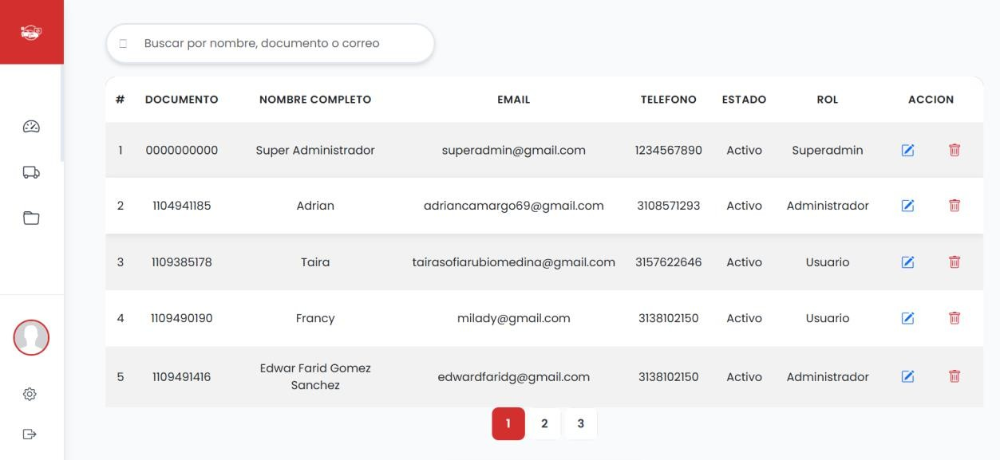 Buscar por nombre, documento o correo
# DOCUMENTO NOMBRE COMPLETO EMAIL TELEFONO ESTADO ROL ACCION
1 0000000000 Super Administrador superadmin@gmail.com 1234567890 Activo Superadmin
2 1104941185 Adrian adriancamargo69@gmail.com 3108571293 Activo Administrador
3 1109385178 Taira tairasofiarubiomedina@gmail.com 3157622646 Activo Usuario
4 1109490190 Francy milady@gmail.com 3138102150 Activo Usuario
5 1109491416 Edwar Farid Gomez Sanchez edwardfaridg@gmail.com 3138102150 Activo Administrador
1 2 3